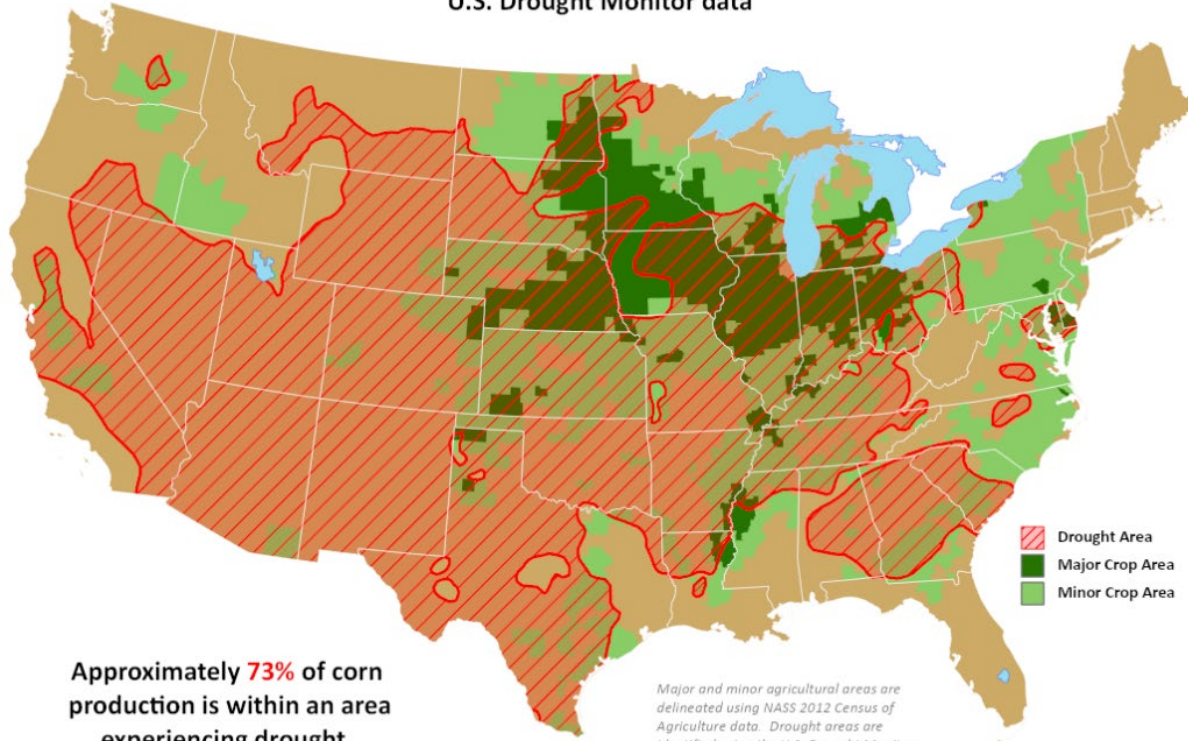 U.S. Drought Monitor data
Drought Area
Major Crop Area
Minor Crop Area
Approximately 73% of corn
production is within an area
experiencing drought
Major and minor agricultural areas are
delineated using NASS 2012 Census of
Agriculture data. Drought areas are